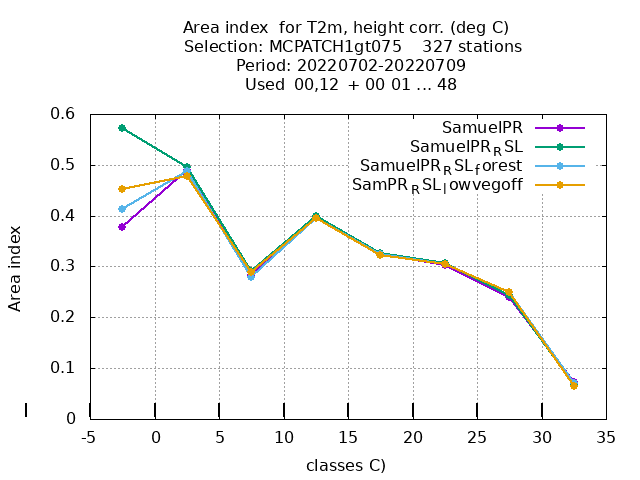 Area index  for T2m, height corr. (deg C)
Selection: MCPATCH1gt075    327 stations
Period: 20220702-20220709
Used  00,12  + 00 01 ... 48
SamuelPR
SamuelPR_RSL
SamuelPR_RSL_forest
SamPR_RSL_lowvegoff
0.6
0.5
0.4
0.3
0.2
0.1
0
-5 0 5 10 15 20 25 30 35
Area index
classes C)